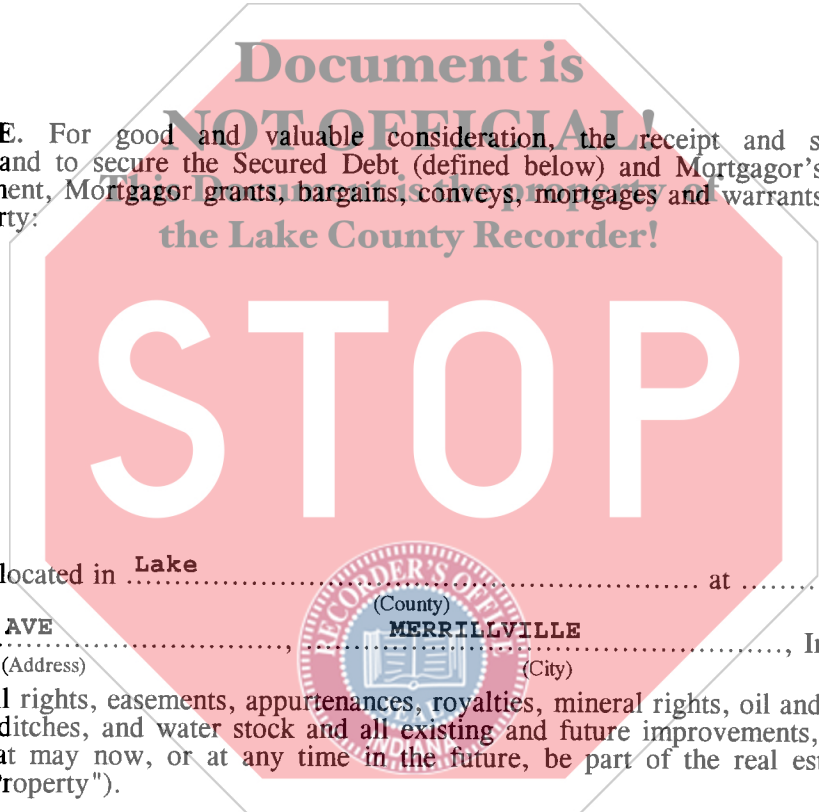 Document is
NOT OFFICIAL!
E. For good and valuable consideration, the receipt and s
and to secure the Secured Debt (defined below) and Mortgagor's
This Document is the property of
ent, Mortgagor grants, bargains, conveys, mortgages and warrants
rty:
the Lake County Recorder!
STOP
located in Lake at
(County)
AVE, MERRILLVILLE, In
(Address) (City)
RECORDER'S OFFICE
SEAL
INDIANA
l rights, easements, appurtenances, royalties, mineral rights, oil and
ditches, and water stock and all existing and future improvements,
at may now, or at any time in the future, be part of the real est
Property").